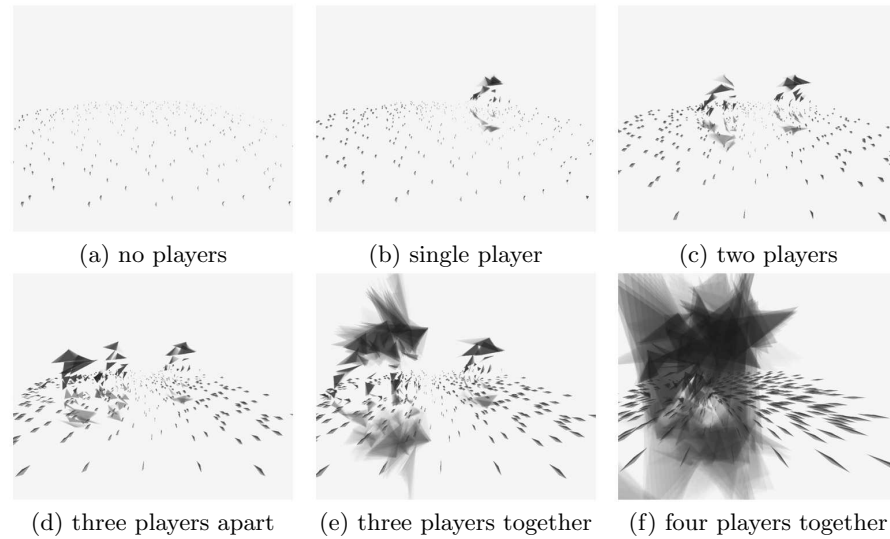 (a) no players
(b) single player
(c) two players
(d) three players apart
(e) three players together
(f) four players together